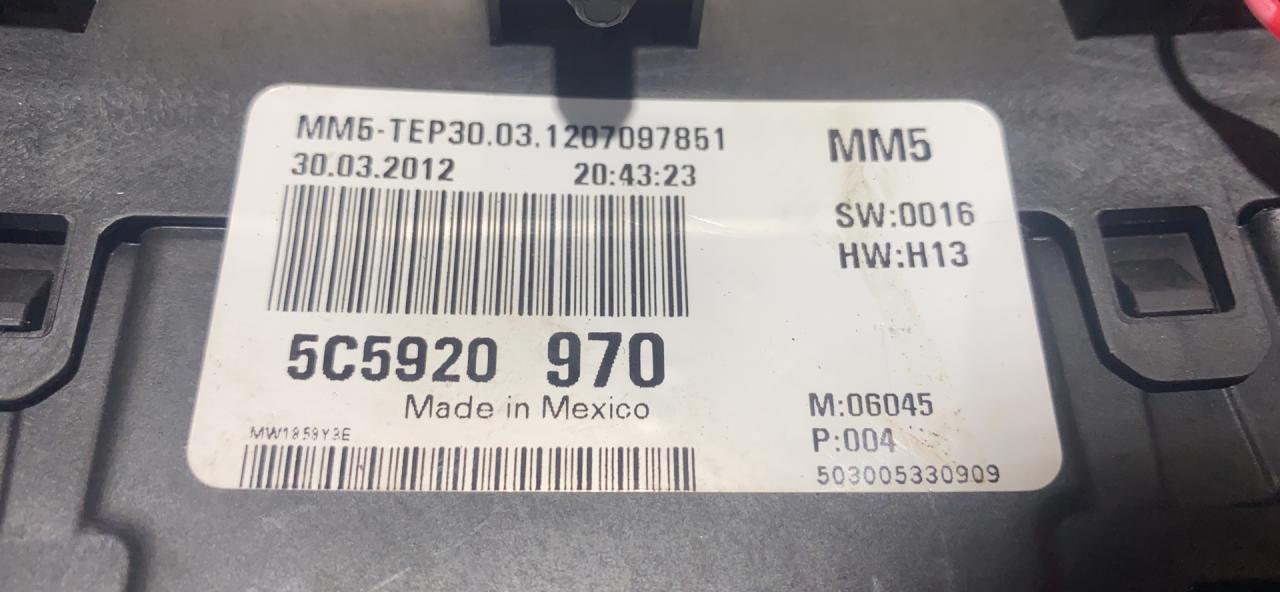 MM5-TEP30.03.1207097851
30.03.2012 20:43:23
MM5
SW:0016
HW:H13
5C5920 970
Made in Mexico
M:06045
P:004
503005330909